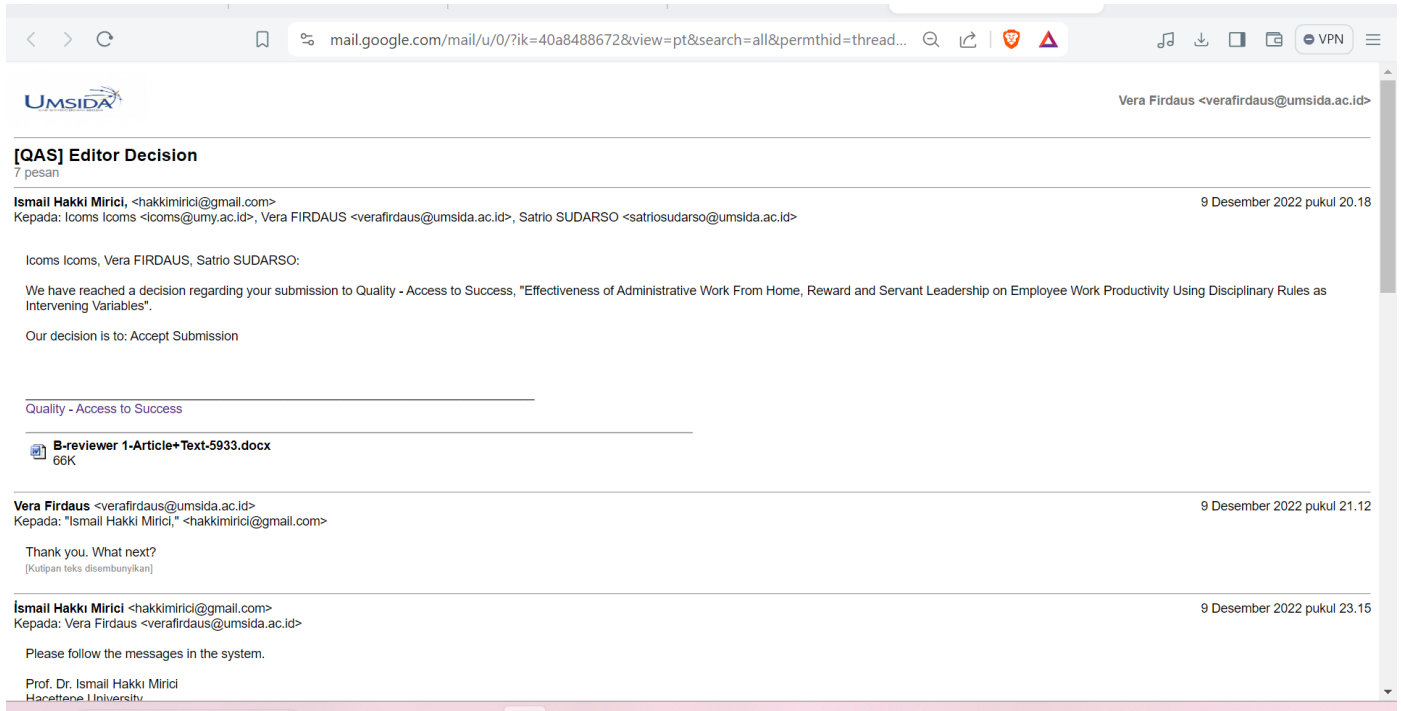 mail.google.com/mail/u/0/?ik=40a8488672&view=pt&search=all&permthid=thread...
VPN
UMSIDA
Vera Firdaus <verafirdaus@umsida.ac.id>
[QAS] Editor Decision
7 pesan
Ismail Hakki Mirici, <hakkimirici@gmail.com>
9 Desember 2022 pukul 20.18
Kepada: Icoms Icoms <icoms@umy.ac.id>, Vera FIRDAUS <verafirdaus@umsida.ac.id>, Satrio SUDARSO <satriosudarso@umsida.ac.id>
Icoms Icoms, Vera FIRDAUS, Satrio SUDARSO:
We have reached a decision regarding your submission to Quality - Access to Success, "Effectiveness of Administrative Work From Home, Reward and Servant Leadership on Employee Work Productivity Using Disciplinary Rules as
Intervening Variables".
Our decision is to: Accept Submission
Quality - Access to Success
B-reviewer 1-Article+Text-5933.docx
66K
Vera Firdaus <verafirdaus@umsida.ac.id>
9 Desember 2022 pukul 21.12
Kepada: "Ismail Hakki Mirici," <hakkimirici@gmail.com>
Thank you. What next?
[Kutipan teks disembunyikan]
İsmail Hakkı Mirici <hakkimirici@gmail.com>
9 Desember 2022 pukul 23.15
Kepada: Vera Firdaus <verafirdaus@umsida.ac.id>
Please follow the messages in the system.
Prof. Dr. Ismail Hakkı Mirici
Hacettepe University